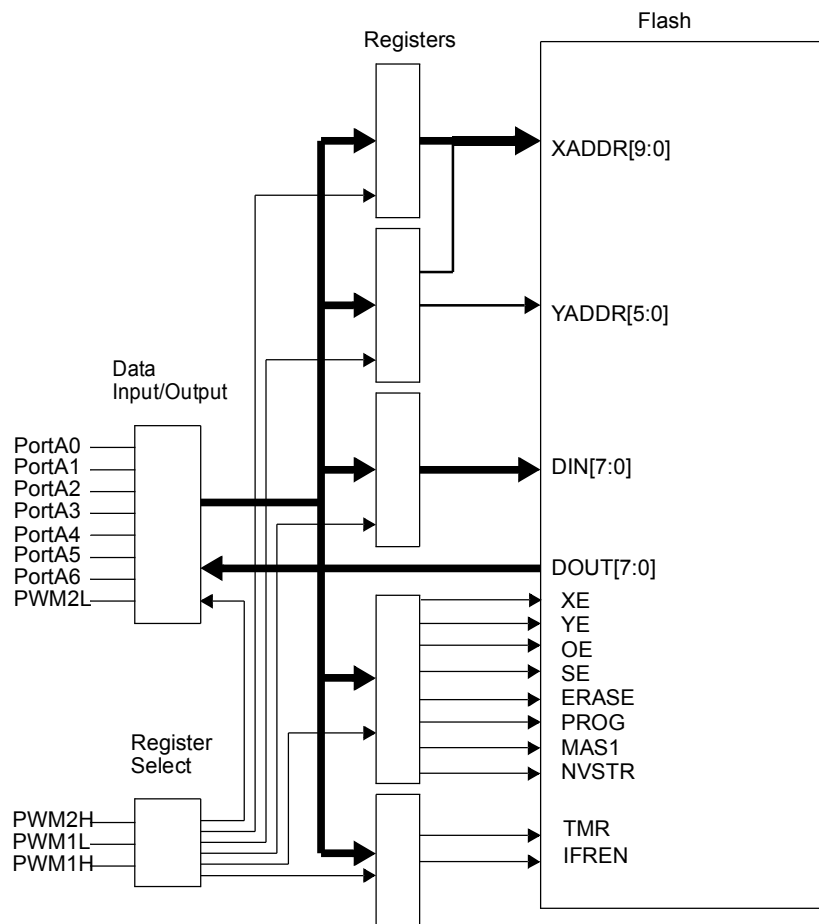 Flash
Registers
XADDR[9:0]
YADDR[5:0]
Data
Input/Output
PortA0
PortA1
PortA2
PortA3
PortA4
PortA5
PortA6
PWM2L
DIN[7:0]
DOUT[7:0]
XE
YE
OE
SE
ERASE
PROG
MAS1
NVSTR
Register
Select
PWM2H
PWM1L
PWM1H
TMR
IFREN